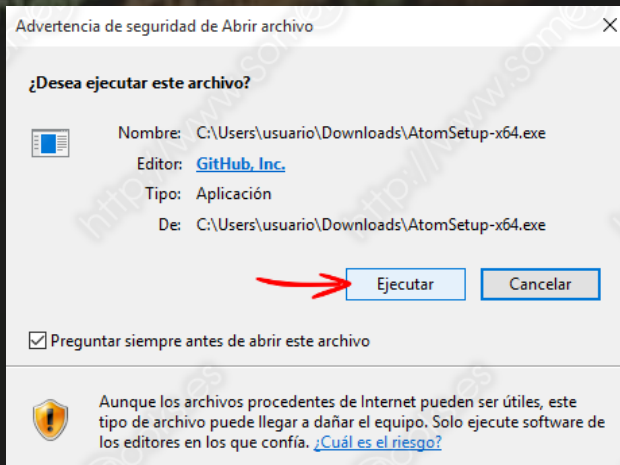 Advertencia de seguridad de Abrir archivo
¿Desea ejecutar este archivo?
Nombre: C:\Users\usuario\Downloads\AtomSetup-x64.exe
Editor: GitHub, Inc.
Tipo: Aplicación
De: C:\Users\usuario\Downloads\AtomSetup-x64.exe
Ejecutar Cancelar
Preguntar siempre antes de abrir este archivo
Aunque los archivos procedentes de Internet pueden ser útiles, este
tipo de archivo puede llegar a dañar el equipo. Solo ejecute software de
los editores en los que confía. ¿Cuál es el riesgo?